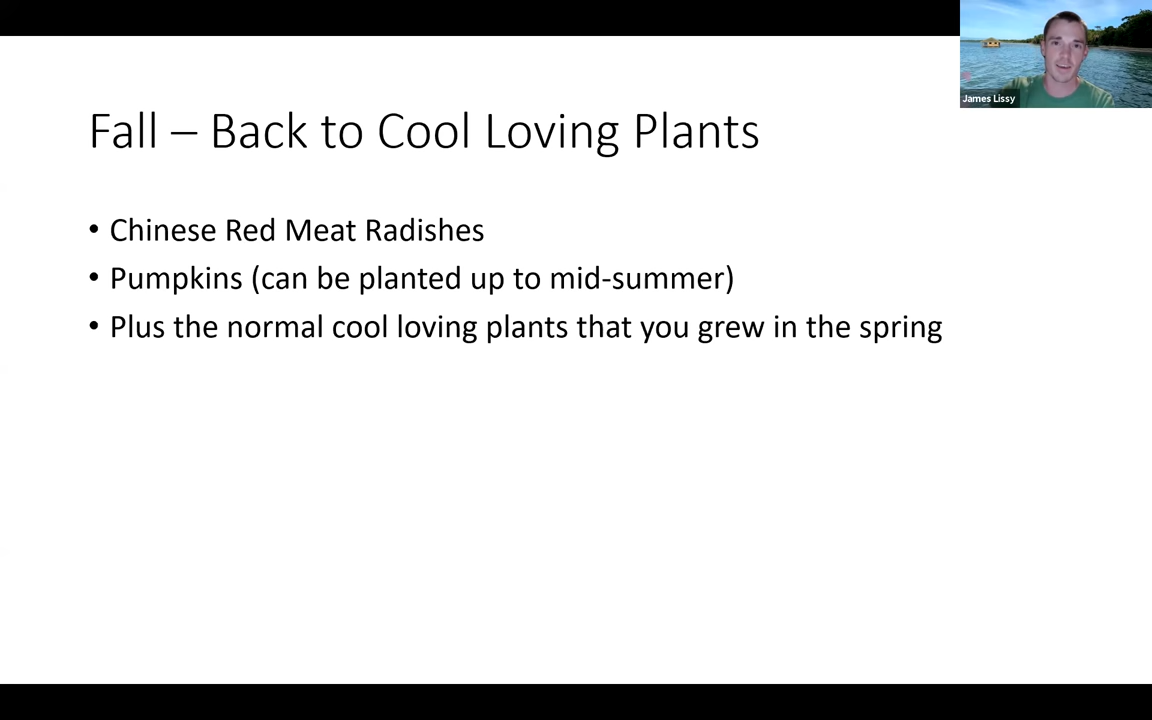 James Lissy
Fall – Back to Cool Loving Plants
• Chinese Red Meat Radishes
• Pumpkins (can be planted up to mid-summer)
• Plus the normal cool loving plants that you grew in the spring